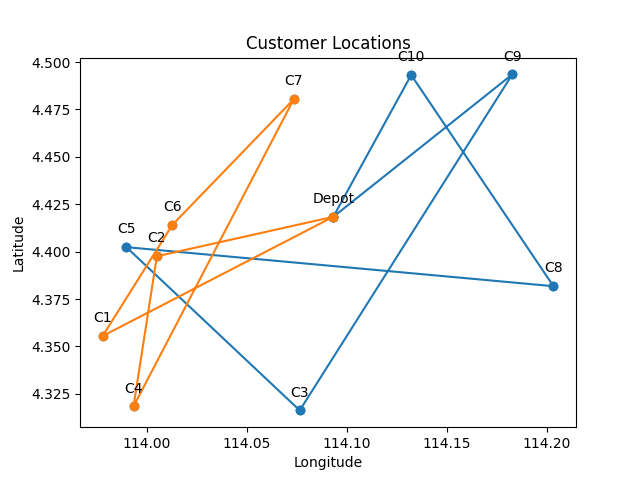 Customer Locations
4.500
4.475
4.450
4.425
4.400
4.375
4.350
4.325
Latitude
C10
C9
C7
Depot
C6
C5
C2
C8
C1
C4
C3
114.00
114.05
114.10
114.15
114.20
Longitude